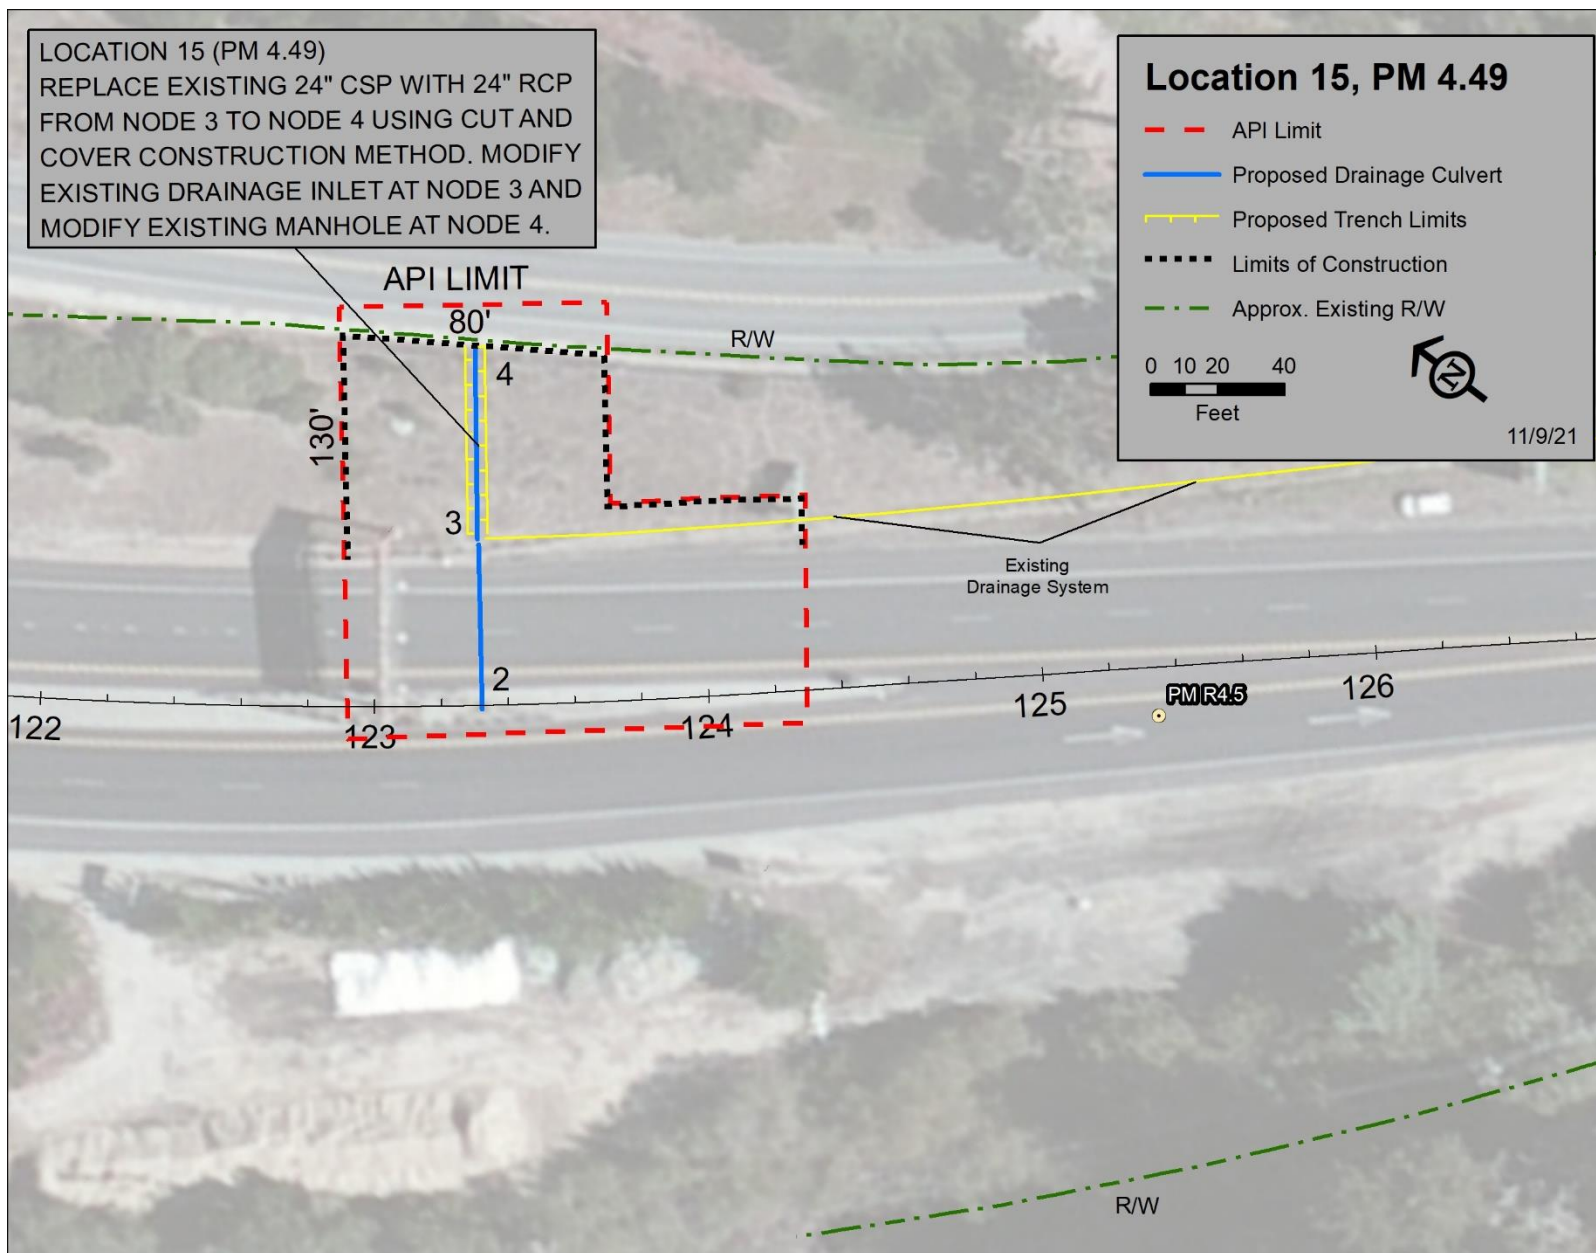 LOCATION 15 (PM 4.49)
REPLACE EXISTING 24" CSP WITH 24" RCP
FROM NODE 3 TO NODE 4 USING CUT AND
COVER CONSTRUCTION METHOD. MODIFY
EXISTING DRAINAGE INLET AT NODE 3 AND
MODIFY EXISTING MANHOLE AT NODE 4.
Location 15, PM 4.49
API Limit
Proposed Drainage Culvert
Proposed Trench Limits
Limits of Construction
Approx. Existing R/W
0 10 20 40
Feet
N
11/9/21
API LIMIT
80'
R/W
4
130'
3
Existing
Drainage System
2
122
123
124
125
126
PM R4.5
R/W